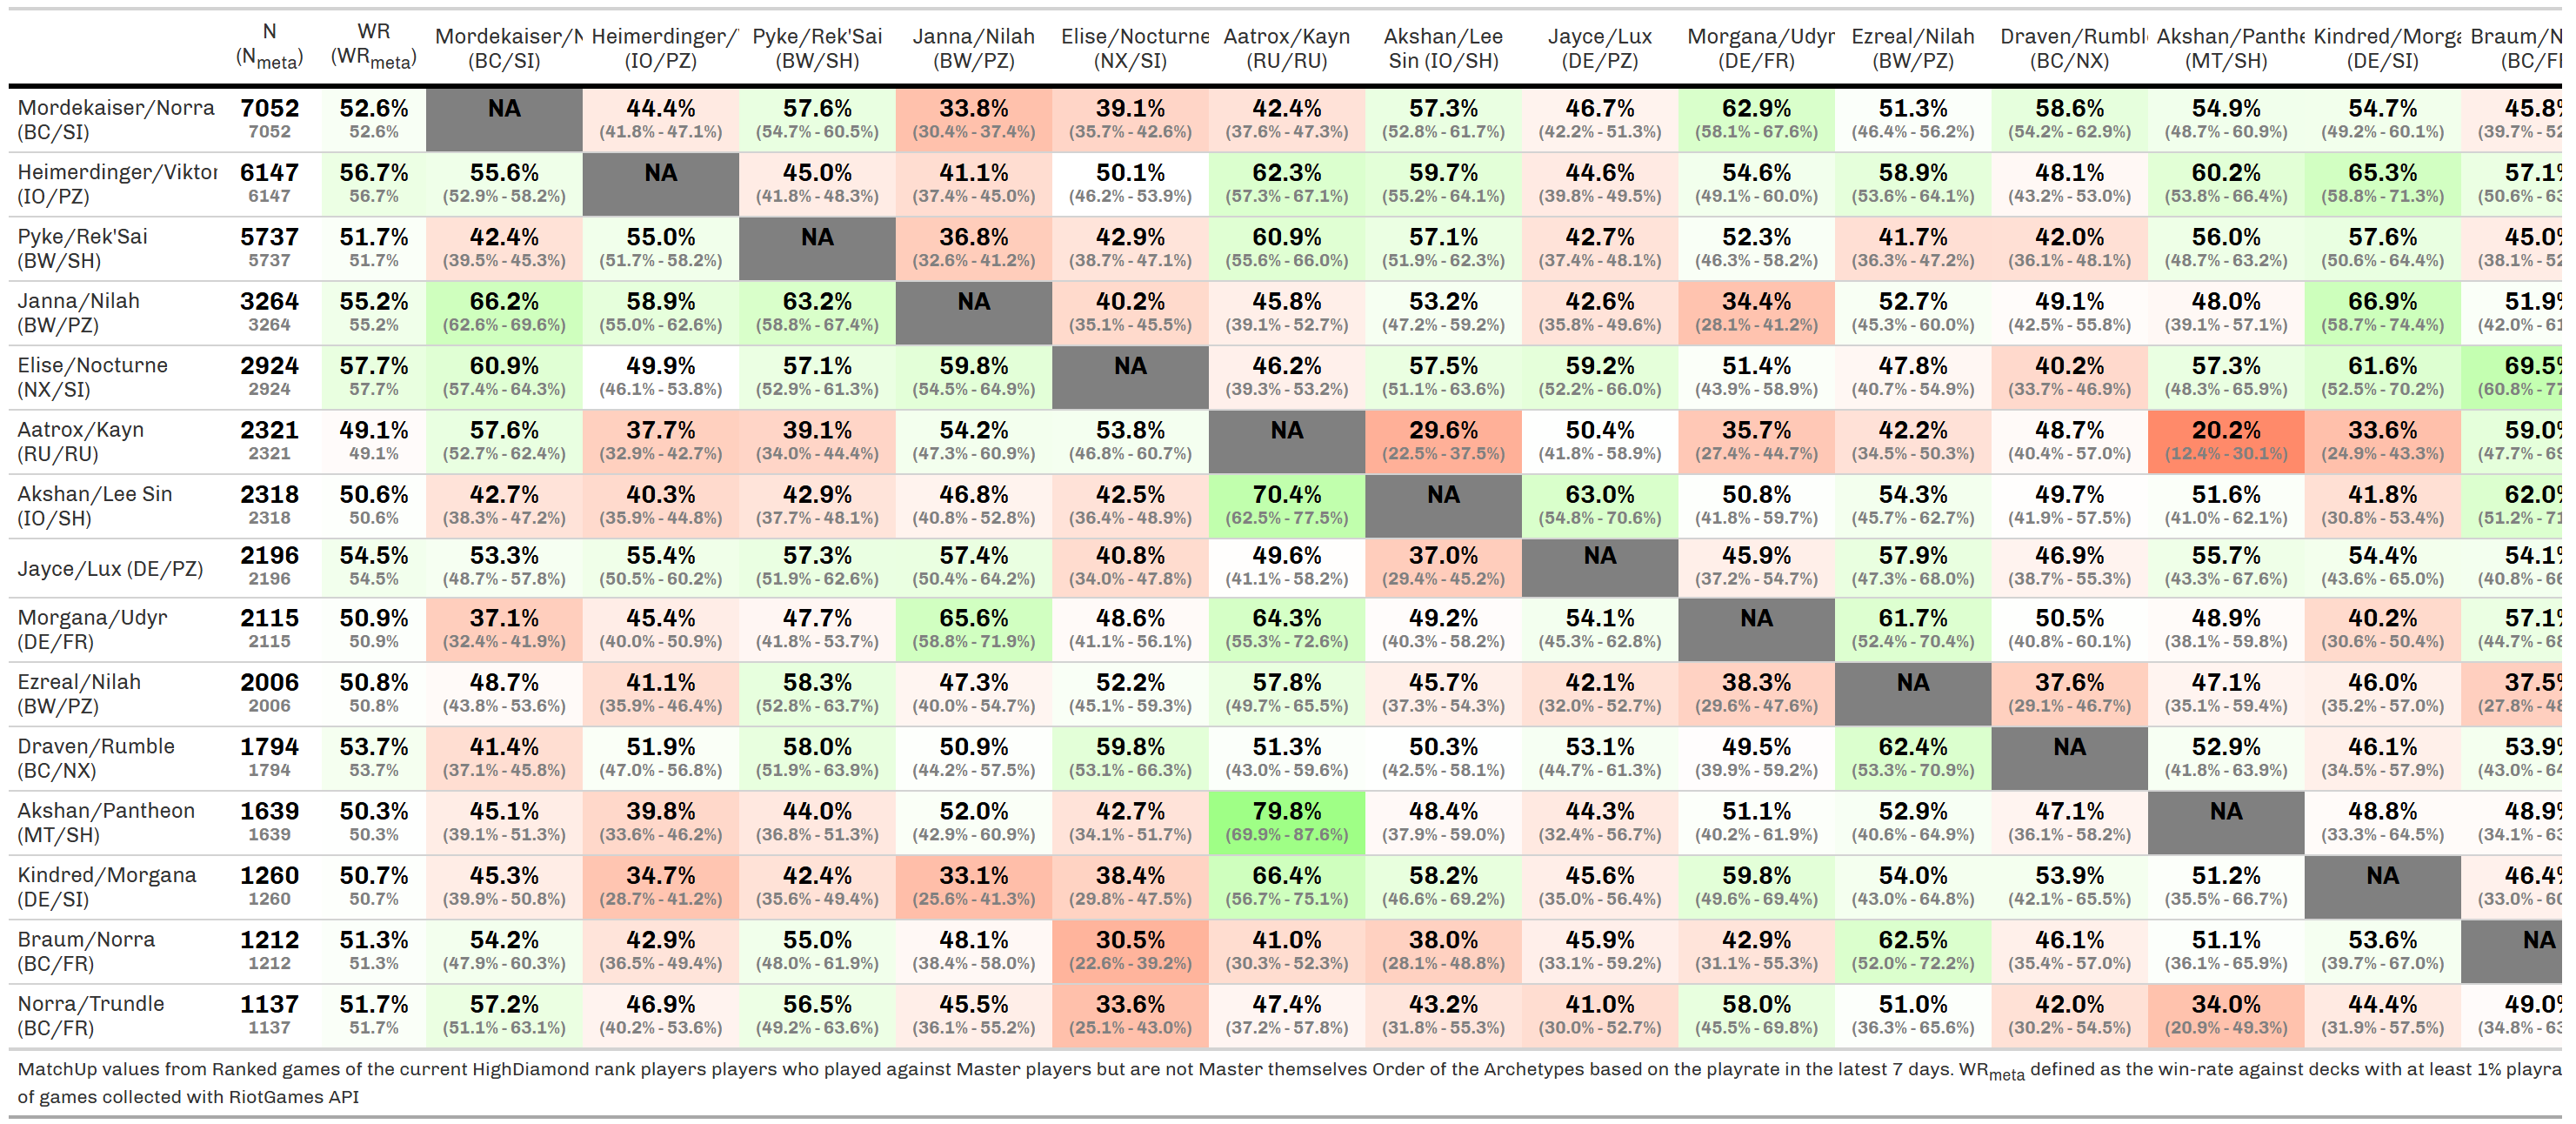 N WR Mordekaiser/N Heimerdinger/ Pyke/Rek'Sai Janna/Nilah Elise/Nocturne Aatrox/Kayn Akshan/Lee Jayce/Lux Morgana/Udyr Ezreal/Nilah Draven/Rumbl Akshan/Panthe Kindred/Morga Braum/N
(Nmeta) (WRmeta) (BC/SI) (IO/PZ) (BW/SH) (BW/PZ) (NX/SI) (RU/RU) Sin (IO/SH) (DE/PZ) (DE/FR) (BW/PZ) (BC/NX) (MT/SH) (DE/SI) (BC/F
Mordekaiser/Norra 7052 52.6% NA 44.4% 57.6% 33.8% 39.1% 42.4% 57.3% 46.7% 62.9% 51.3% 58.6% 54.9% 54.7% 45.8%
(BC/SI) 7052 52.6% (41.8% - 47.1%) (54.7% - 60.5%) (30.4% - 37.4%) (35.7% - 42.6%) (37.6% - 47.3%) (52.8% - 61.7%) (42.2% - 51.3%) (58.1% - 67.6%) (46.4% - 56.2%) (54.2% - 62.9%) (48.7% - 60.9%) (49.2% - 60.1%) (39.7% - 52
Heimerdinger/Viktor 6147 56.7% 55.6% NA 45.0% 41.1% 50.1% 62.3% 59.7% 44.6% 54.6% 58.9% 48.1% 60.2% 65.3% 57.1%
(IO/PZ) 6147 56.7% (52.9% - 58.2%) (41.8% - 48.3%) (37.4% - 45.0%) (46.2% - 53.9%) (57.3% - 67.1%) (55.2% - 64.1%) (39.8% - 49.5%) (49.1% - 60.0%) (53.6% - 64.1%) (43.2% - 53.0%) (53.8% - 66.4%) (58.8% - 71.3%) (50.6% - 63
Pyke/Rek'Sai 5737 51.7% 42.4% 55.0% NA 36.8% 42.9% 60.9% 57.1% 42.7% 52.3% 41.7% 42.0% 56.0% 57.6% 45.0%
(BW/SH) 5737 51.7% (39.5% - 45.3%) (51.7% - 58.2%) (32.6% - 41.2%) (38.7% - 47.1%) (55.6% - 66.0%) (51.9% - 62.3%) (37.4% - 48.1%) (46.3% - 58.2%) (36.3% - 47.2%) (36.1% - 48.1%) (48.7% - 63.2%) (50.6% - 64.4%) (38.1% - 52
Janna/Nilah 3264 55.2% 66.2% 58.9% 63.2% NA 40.2% 45.8% 53.2% 42.6% 34.4% 52.7% 49.1% 48.0% 66.9% 51.9%
(BW/PZ) 3264 55.2% (62.6% - 69.6%) (55.0% - 62.6%) (58.8% - 67.4%) (35.1% - 45.5%) (39.1% - 52.7%) (47.2% - 59.2%) (35.8% - 49.6%) (28.1% - 41.2%) (45.3% - 60.0%) (42.5% - 55.8%) (39.1% - 57.1%) (58.7% - 74.4%) (42.0% - 61
Elise/Nocturne 2924 57.7% 60.9% 49.9% 57.1% 59.8% NA 46.2% 57.5% 59.2% 51.4% 47.8% 40.2% 57.3% 61.6% 69.5%
(NX/SI) 2924 57.7% (57.4% - 64.3%) (46.1% - 53.8%) (52.9% - 61.3%) (54.5% - 64.9%) (39.3% - 53.2%) (51.1% - 63.6%) (52.2% - 66.0%) (43.9% - 58.9%) (40.7% - 54.9%) (33.7% - 46.9%) (48.3% - 65.9%) (52.5% - 70.2%) (60.8% - 77
Aatrox/Kayn 2321 49.1% 57.6% 37.7% 39.1% 54.2% 53.8% NA 29.6% 50.4% 35.7% 42.2% 48.7% 20.2% 33.6% 59.0%
(RU/RU) 2321 49.1% (52.7% - 62.4%) (32.9% - 42.7%) (34.0% - 44.4%) (47.3% - 60.9%) (46.8% - 60.7%) (22.5% - 37.5%) (41.8% - 58.9%) (27.4% - 44.7%) (34.5% - 50.3%) (40.4% - 57.0%) (12.4% - 30.1%) (24.9% - 43.3%) (47.7% - 69
Akshan/Lee Sin 2318 50.6% 42.7% 40.3% 42.9% 46.8% 42.5% 70.4% NA 63.0% 50.8% 54.3% 49.7% 51.6% 41.8% 62.0%
(IO/SH) 2318 50.6% (38.3% - 47.2%) (35.9% - 44.8%) (37.7% - 48.1%) (40.8% - 52.8%) (36.4% - 48.9%) (62.5% - 77.5%) (54.8% - 70.6%) (41.8% - 59.7%) (45.7% - 62.7%) (41.9% - 57.5%) (41.0% - 62.1%) (30.8% - 53.4%) (51.2% - 71
Jayce/Lux (DE/PZ) 2196 54.5% 53.3% 55.4% 57.3% 57.4% 40.8% 49.6% 37.0% NA 45.9% 57.9% 46.9% 55.7% 54.4% 54.1%
2196 54.5% (48.7% - 57.8%) (50.5% - 60.2%) (51.9% - 62.6%) (50.4% - 64.2%) (34.0% - 47.8%) (41.1% - 58.2%) (29.4% - 45.2%) (37.2% - 54.7%) (47.3% - 68.0%) (38.7% - 55.3%) (43.3% - 67.6%) (43.6% - 65.0%) (40.8% - 66
Morgana/Udyr 2115 50.9% 37.1% 45.4% 47.7% 65.6% 48.6% 64.3% 49.2% 54.1% NA 61.7% 50.5% 48.9% 40.2% 57.1%
(DE/FR) 2115 50.9% (32.4% - 41.9%) (40.0% - 50.9%) (41.8% - 53.7%) (58.8% - 71.9%) (41.1% - 56.1%) (55.3% - 72.6%) (40.3% - 58.2%) (45.3% - 62.8%) (52.4% - 70.4%) (40.8% - 60.1%) (38.1% - 59.8%) (30.6% - 50.4%) (44.7% - 68
Ezreal/Nilah 2006 50.8% 48.7% 41.1% 58.3% 47.3% 52.2% 57.8% 45.7% 42.1% 38.3% NA 37.6% 47.1% 46.0% 37.5%
(BW/PZ) 2006 50.8% (43.8% - 53.6%) (35.9% - 46.4%) (52.8% - 63.7%) (40.0% - 54.7%) (45.1% - 59.3%) (49.7% - 65.5%) (37.3% - 54.3%) (32.0% - 52.7%) (29.6% - 47.6%) (29.1% - 46.7%) (35.1% - 59.4%) (35.2% - 57.0%) (27.8% - 48
Draven/Rumble 1794 53.7% 41.4% 51.9% 58.0% 50.9% 59.8% 51.3% 50.3% 53.1% 49.5% 62.4% NA 52.9% 46.1% 53.9%
(BC/NX) 1794 53.7% (37.1% - 45.8%) (47.0% - 56.8%) (51.9% - 63.9%) (44.2% - 57.5%) (53.1% - 66.3%) (43.0% - 59.6%) (42.5% - 58.1%) (44.7% - 61.3%) (39.9% - 59.2%) (53.3% - 70.9%) (41.8% - 63.9%) (34.5% - 57.9%) (43.0% - 64
Akshan/Pantheon 1639 50.3% 45.1% 39.8% 44.0% 52.0% 42.7% 79.8% 48.4% 44.3% 51.1% 52.9% 47.1% NA 48.8% 48.9%
(MT/SH) 1639 50.3% (39.1% - 51.3%) (33.6% - 46.2%) (36.8% - 51.3%) (42.9% - 60.9%) (34.1% - 51.7%) (69.9% - 87.6%) (37.9% - 59.0%) (32.4% - 56.7%) (40.2% - 61.9%) (40.6% - 64.9%) (36.1% - 58.2%) (33.3% - 64.5%) (34.1% - 63
Kindred/Morgana 1260 50.7% 45.3% 34.7% 42.4% 33.1% 38.4% 66.4% 58.2% 45.6% 59.8% 54.0% 53.9% 51.2% NA 46.4%
(DE/SI) 1260 50.7% (39.9% - 50.8%) (28.7% - 41.2%) (35.6% - 49.4%) (25.6% - 41.3%) (29.8% - 47.5%) (56.7% - 75.1%) (46.6% - 69.2%) (35.0% - 56.4%) (49.6% - 69.4%) (43.0% - 64.8%) (42.1% - 65.5%) (35.5% - 66.7%) (33.0% - 60
Braum/Norra 1212 51.3% 54.2% 42.9% 55.0% 48.1% 30.5% 41.0% 38.0% 45.9% 42.9% 62.5% 46.1% 51.1% 53.6% NA
(BC/FR) 1212 51.3% (47.9% - 60.3%) (36.5% - 49.4%) (48.0% - 61.9%) (38.4% - 58.0%) (22.6% - 39.2%) (30.3% - 52.3%) (28.1% - 48.8%) (33.1% - 59.2%) (31.1% - 55.3%) (52.0% - 72.2%) (35.4% - 57.0%) (36.1% - 65.9%) (39.7% - 67.0%)
Norra/Trundle 1137 51.7% 57.2% 46.9% 56.5% 45.5% 33.6% 47.4% 43.2% 41.0% 58.0% 51.0% 42.0% 34.0% 44.4% 49.0%
(BC/FR) 1137 51.7% (51.1% - 63.1%) (40.2% - 53.6%) (49.2% - 63.6%) (36.1% - 55.2%) (25.1% - 43.0%) (37.2% - 57.8%) (31.8% - 55.3%) (30.0% - 52.7%) (45.5% - 69.8%) (36.3% - 65.6%) (30.2% - 54.5%) (20.9% - 49.3%) (31.9% - 57.5%) (34.8% - 63
MatchUp values from Ranked games of the current HighDiamond rank players players who played against Master players but are not Master themselves Order of the Archetypes based on the playrate in the latest 7 days. WRmeta defined as the win-rate against decks with at least 1% playra
of games collected with RiotGames API